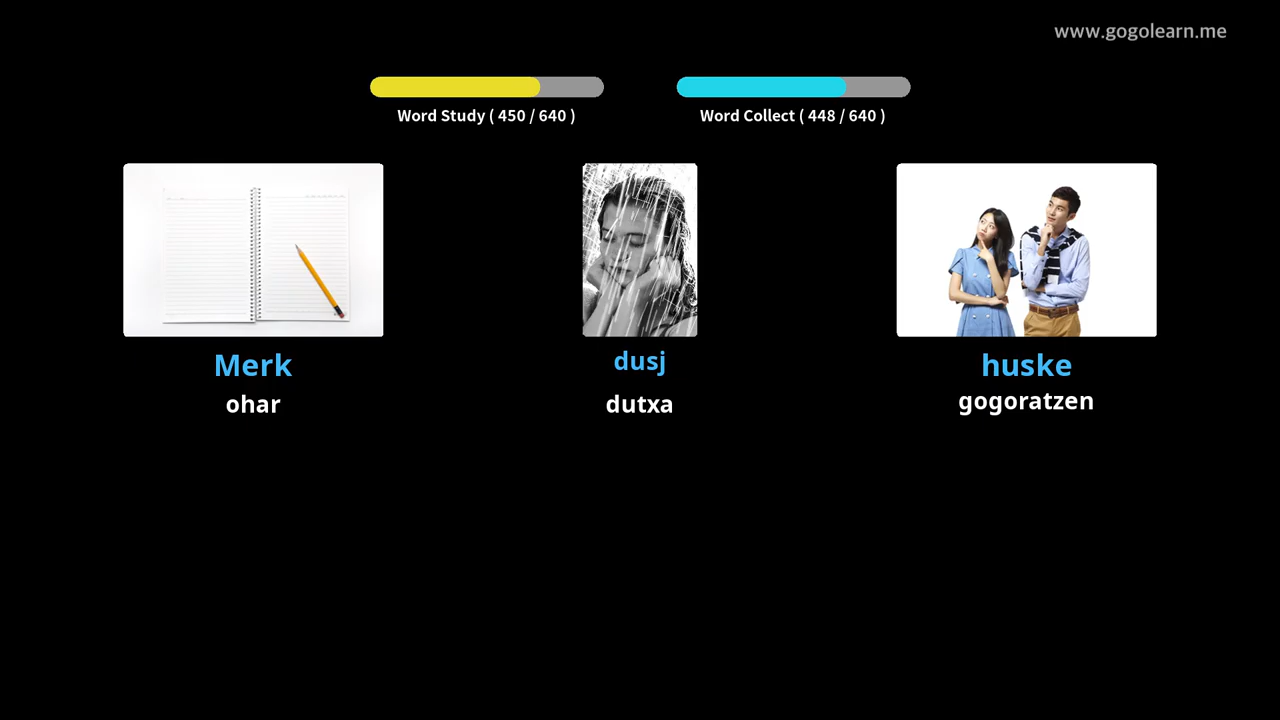 www.gogolearn.me
Word Study ( 450 / 640 )
Word Collect ( 448 / 640 )
Merk
ohar
dusj
dutxa
huske
gogoratzen